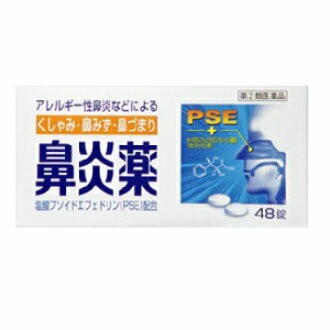 アレルギー性鼻炎などによる
くしゃみ・鼻みず・鼻づまり
鼻炎薬
塩酸プソイドエフェドリン(PSE)配合
第②類医薬品
PSE
+
48錠